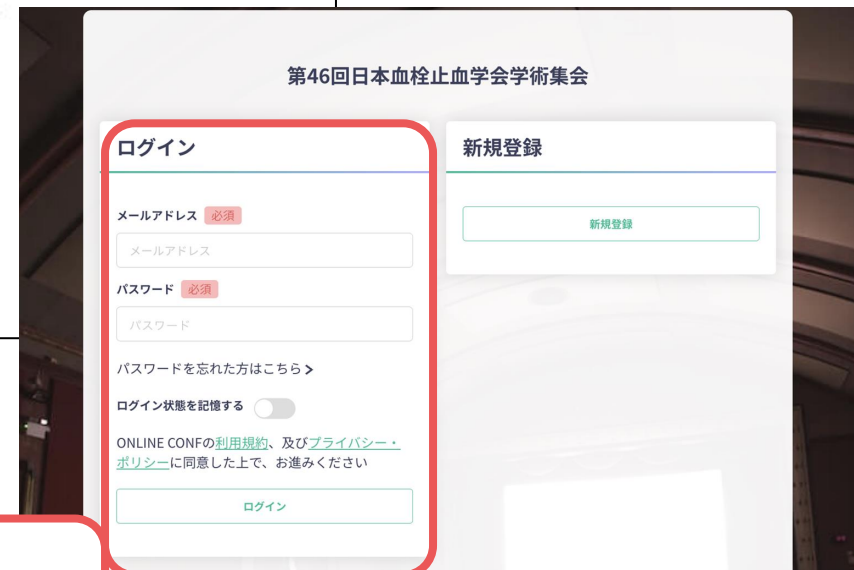 第46回日本血栓止血学会学術集会
ログイン
メールアドレス 必須
メールアドレス
パスワード 必須
パスワード
パスワードを忘れた方はこちら >
ログイン状態を記憶する
ONLINE CONFの利用規約、及びプライバシー・
ポリシーに同意した上で、お進みください
ログイン
新規登録
新規登録